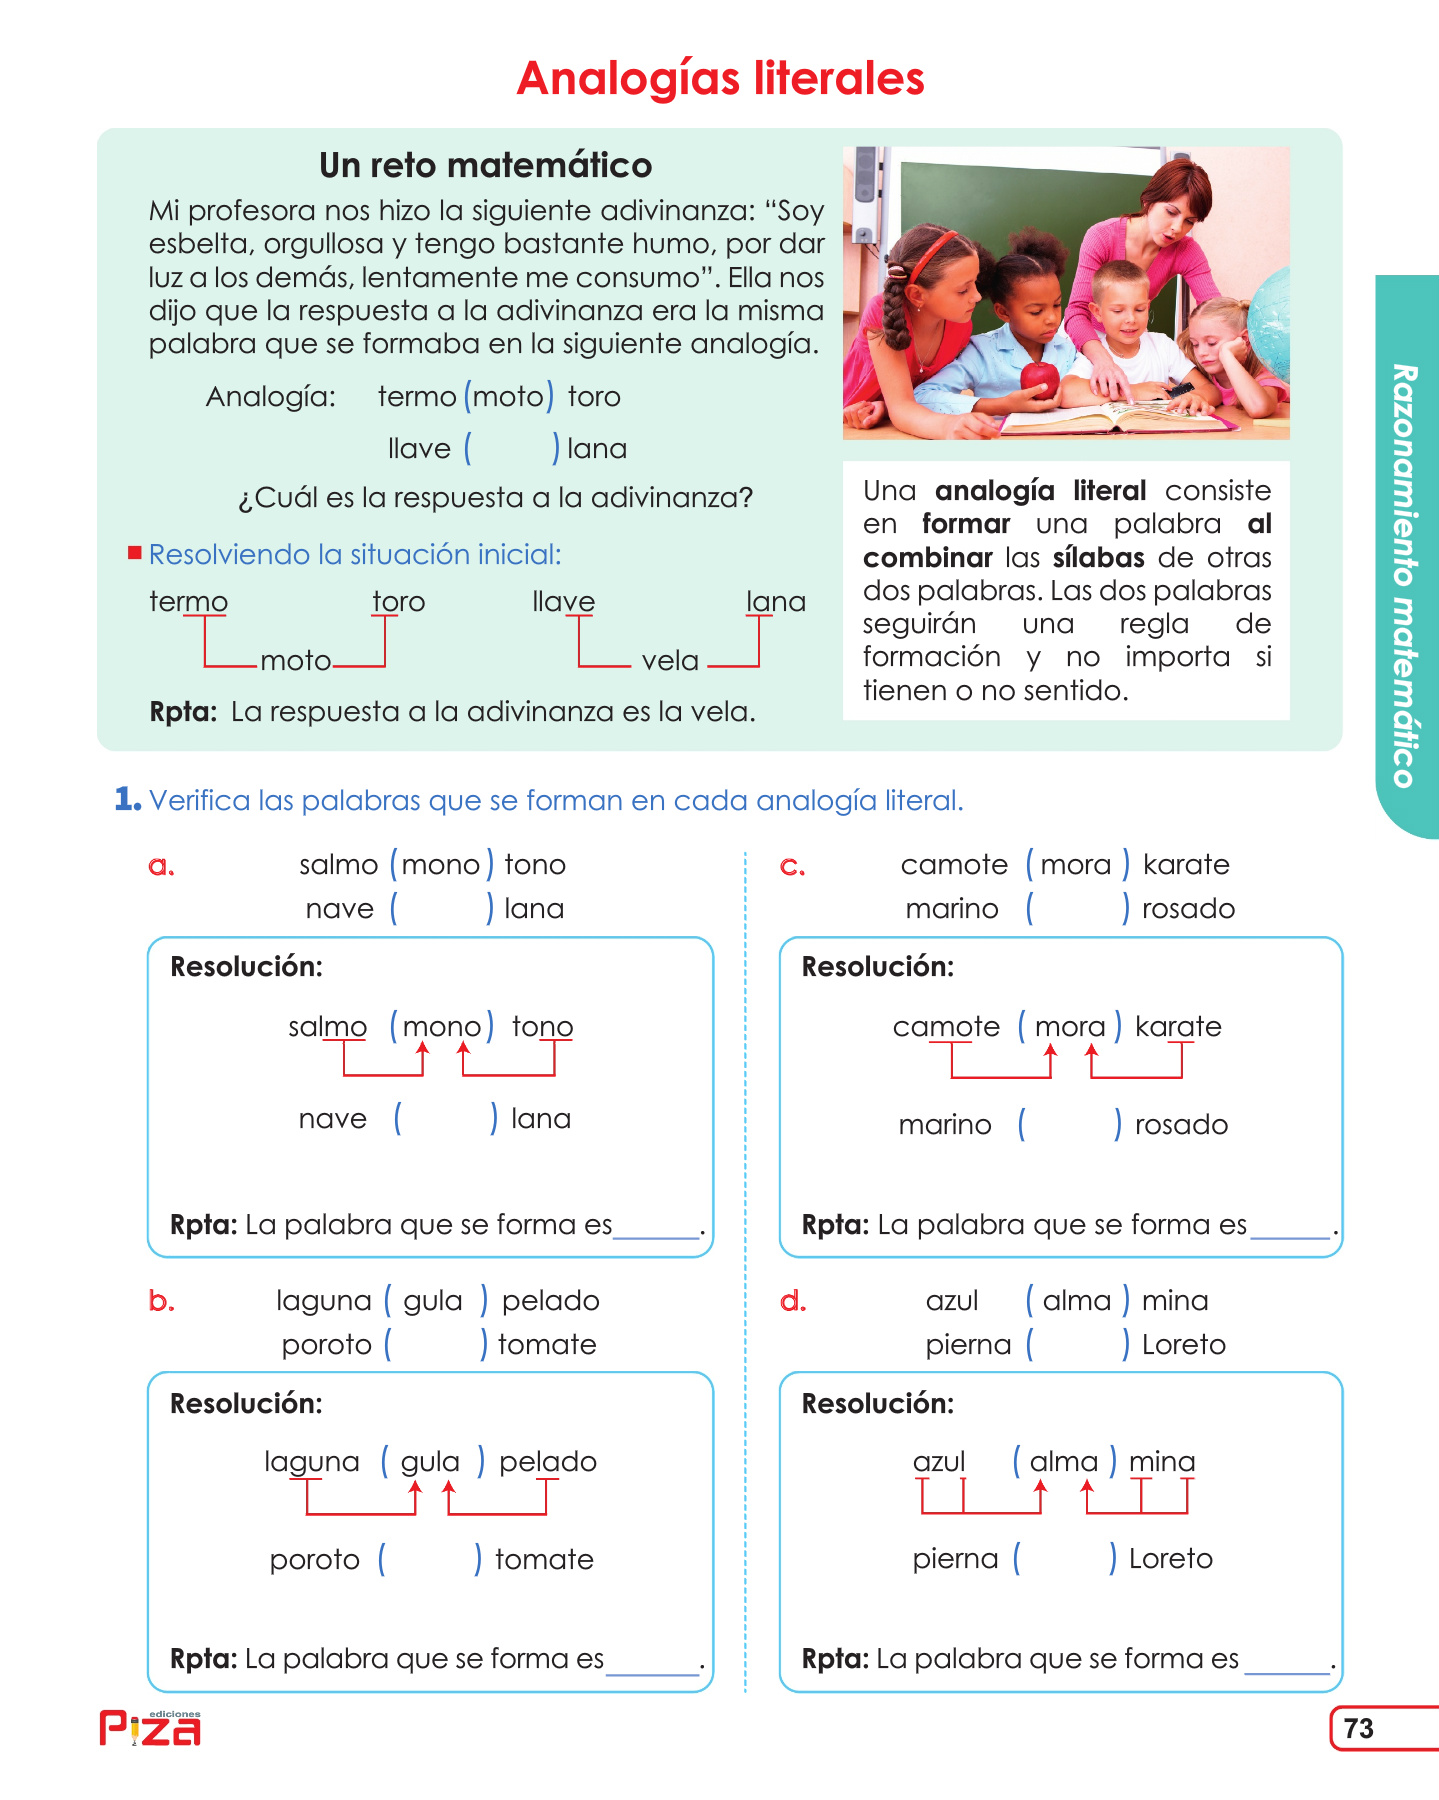 Analogías literales
Un reto matemático
Mi profesora nos hizo la siguiente adivinanza: “Soy
esbelta, orgullosa y tengo bastante humo, por dar
luz a los demás, lentamente me consumo”. Ella nos
dijo que la respuesta a la adivinanza era la misma
palabra que se formaba en la siguiente analogía.
Analogía: termo (moto) toro
llave ( ) lana
¿Cuál es la respuesta a la adivinanza?
Resolviendo la situación inicial:
termo toro llave lana
moto vela
Rpta: La respuesta a la adivinanza es la vela.
Una analogía literal consiste
en formar una palabra al
combinar las sílabas de otras
dos palabras. Las dos palabras
seguirán una regla de
formación y no importa si
tienen o no sentido.
Razonamiento matemático
1. Verifica las palabras que se forman en cada analogía literal.
a. salmo (mono) tono
nave ( ) lana
Resolución:
salmo (mono) tono
nave ( ) lana
Rpta: La palabra que se forma es______.
b. laguna ( gula ) pelado
poroto ( ) tomate
Resolución:
laguna ( gula ) pelado
poroto ( ) tomate
Rpta: La palabra que se forma es______.
c. camote ( mora ) karate
marino ( ) rosado
Resolución:
camote ( mora ) karate
marino ( ) rosado
Rpta: La palabra que se forma es______.
d. azul ( alma ) mina
pierna ( ) Loreto
Resolución:
azul ( alma ) mina
pierna ( ) Loreto
Rpta: La palabra que se forma es ______.
ediciones
Piza
73